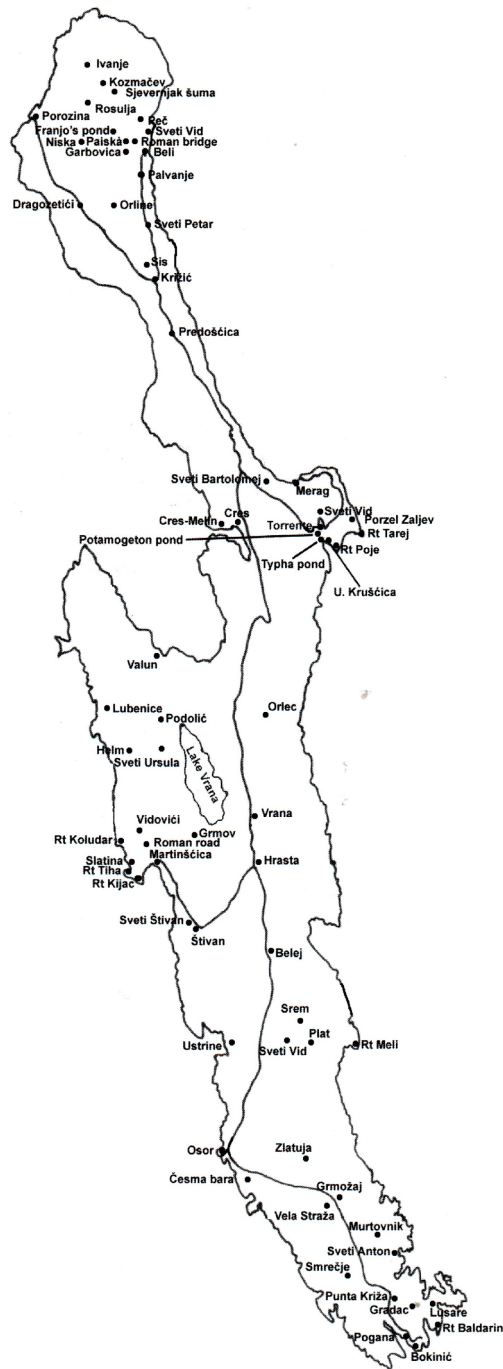 Ivanje
Kozmačev
Sjevernjak šuma
Rosulja
Porozina
Peč
Franjo's pond
Sveti Vid
Niska
Paiska
Roman bridge
Garbovica
Beli
Palvanje
Dragozetići
Orline
Sveti Petar
Sis
Križić
Predošćica
Sveti Bartolomej
Merag
Cres
Cres-Melin
Sveti Vid
Porzel Zaljev
Torrente
Rt Tarej
Potamogeton pond
Rt Poje
Typha pond
U. Kruščica
Valun
Lubenice
Podolić
Orlec
Helm
Sveti Ursula
Lake Vrana
Vrana
Vidovići
Grmov
Rt Koludar
Roman road
Slatina
Martinšćica
Hrasta
Rt Tiha
Rt Kijac
Sveti Štivan
Štivan
Belej
Srem
Ustrine
Sveti Vid
Plat
Rt Meli
Osor
Zlatuja
Česma bara
Grmožaj
Vela Straža
Murtovnik
Sveti Anton
Smrečje
Punta Križa
Gradac
Lusare
Rt Baldarin
Pogana
Bokinić